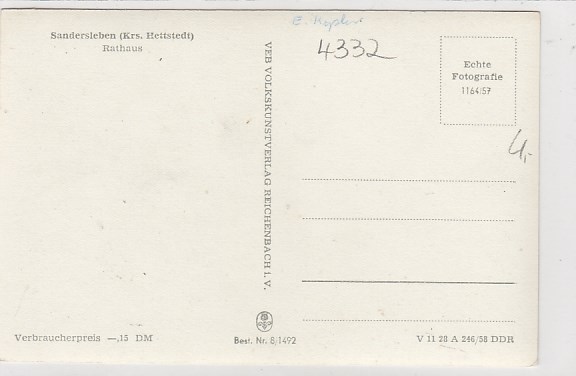 Sandersleben (Krs. Hettstedt)
Rathaus
4332
Echte
Fotografie
1164/57
4,-
VEB VOLKSKUNSTVERLAG REICHENBACH I. V.
Verbraucherpreis —,15 DM
Best. Nr. 8/1492
V 11 28 A 246/58 DDR